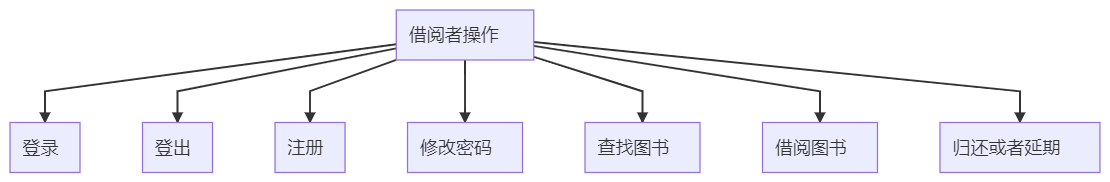 借阅者操作
登录
登出
注册
修改密码
查找图书
借阅图书
归还或者延期